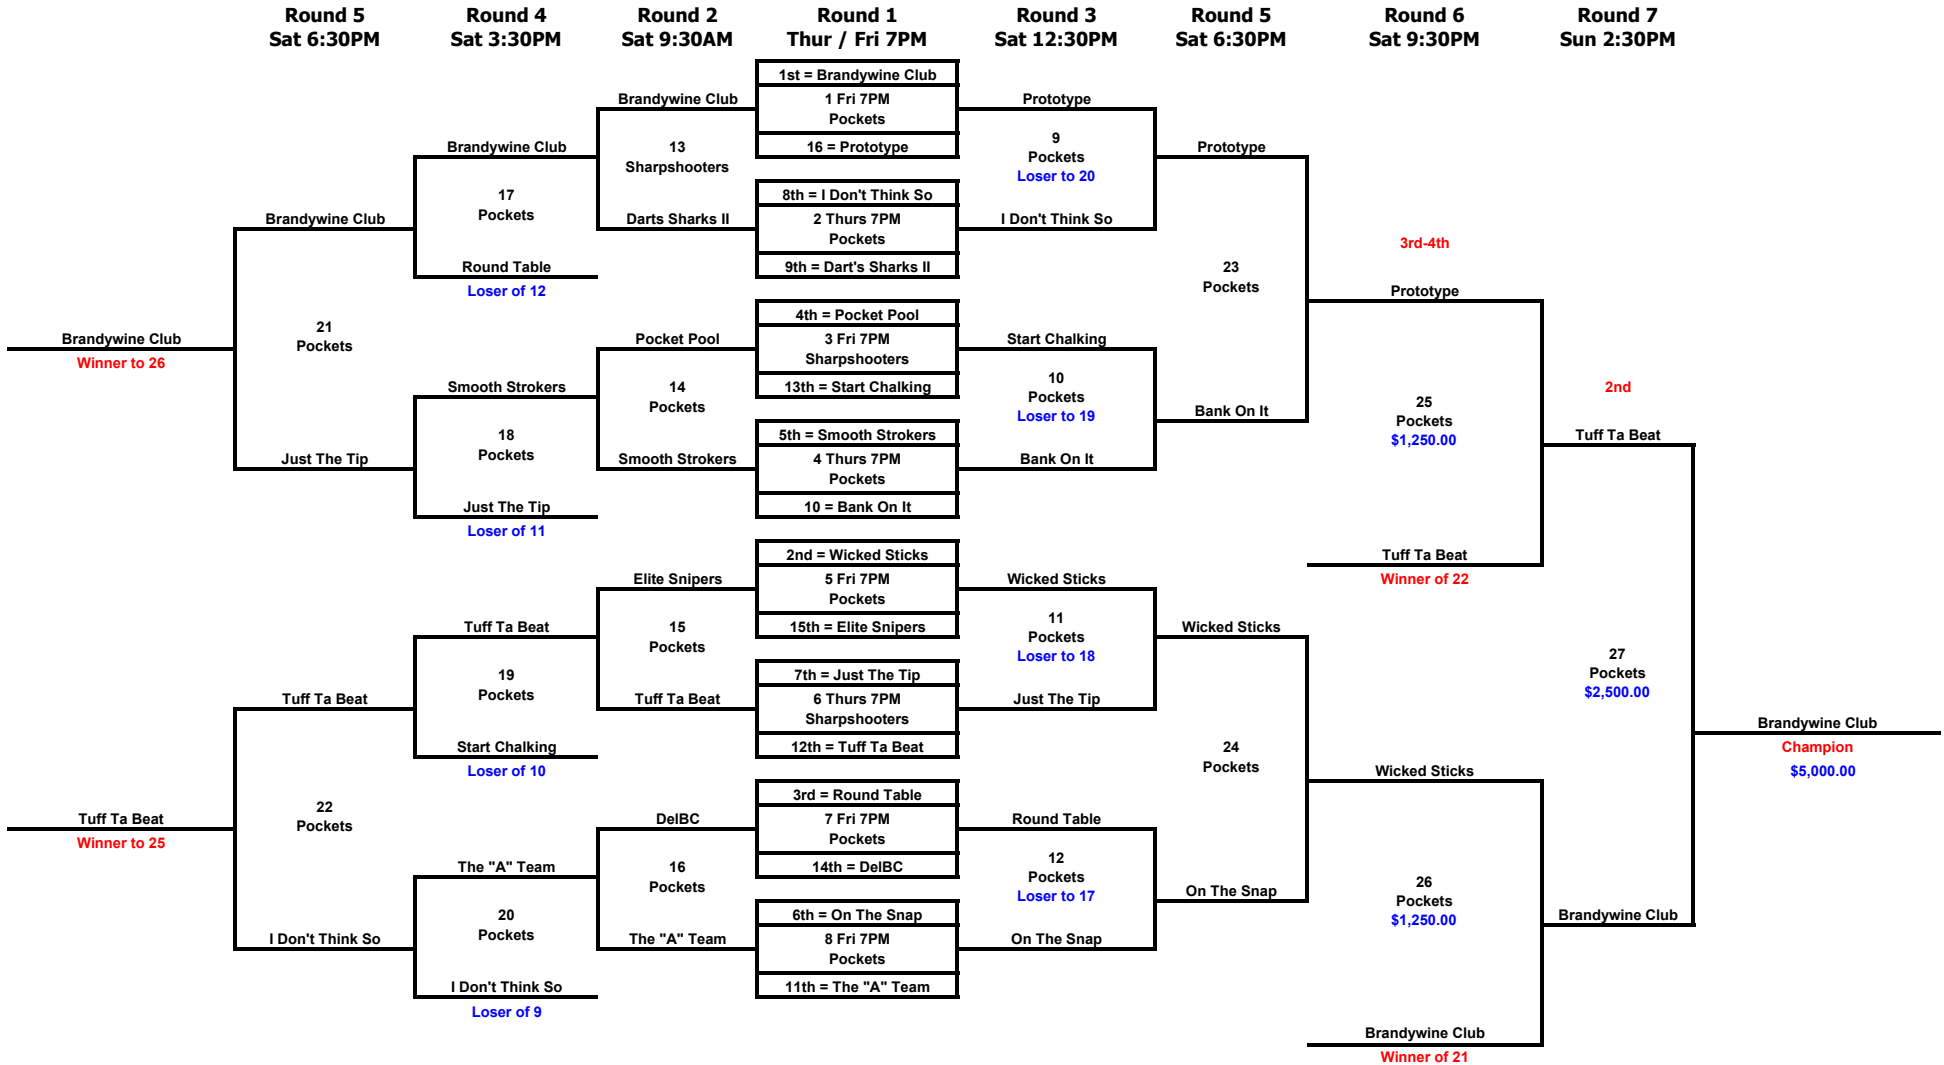 Round 5
Sat 6:30PM
Round 4
Sat 3:30PM
Round 2
Sat 9:30AM
Round 1
Thur / Fri 7PM
Round 3
Sat 12:30PM
Round 5
Sat 6:30PM
Round 6
Sat 9:30PM
Round 7
Sun 2:30PM
Brandywine Club
Winner to 26
Tuff Ta Beat
Winner to 25
Brandywine Club
21
Pockets
Just The Tip
Tuff Ta Beat
22
Pockets
I Don't Think So
Brandywine Club
17
Pockets
Round Table
Loser of 12
Smooth Strokers
18
Pockets
Just The Tip
Loser of 11
Tuff Ta Beat
19
Pockets
Start Chalking
Loser of 10
The "A" Team
20
Pockets
I Don't Think So
Loser of 9
Brandywine Club
13
Sharpshooters
Darts Sharks II
Pocket Pool
14
Pockets
Smooth Strokers
Elite Snipers
15
Pockets
Tuff Ta Beat
DelBC
16
Pockets
The "A" Team
1st = Brandywine Club
1 Fri 7PM
Pockets
16 = Prototype
8th = I Don't Think So
2 Thurs 7PM
Pockets
9th = Dart's Sharks II
4th = Pocket Pool
3 Fri 7PM
Sharpshooters
13th = Start Chalking
5th = Smooth Strokers
4 Thurs 7PM
Pockets
10 = Bank On It
2nd = Wicked Sticks
5 Fri 7PM
Pockets
15th = Elite Snipers
7th = Just The Tip
6 Thurs 7PM
Sharpshooters
12th = Tuff Ta Beat
3rd = Round Table
7 Fri 7PM
Pockets
14th = DelBC
6th = On The Snap
8 Fri 7PM
Pockets
11th = The "A" Team
Prototype
9
Pockets
Loser to 20
I Don't Think So
Start Chalking
10
Pockets
Loser to 19
Bank On It
Wicked Sticks
11
Pockets
Loser to 18
Just The Tip
Round Table
12
Pockets
Loser to 17
On The Snap
Prototype
23
Pockets
Bank On It
Wicked Sticks
24
Pockets
On The Snap
3rd-4th
Prototype
25
Pockets
$1,250.00
Tuff Ta Beat
Winner of 22
Wicked Sticks
26
Pockets
$1,250.00
Brandywine Club
Winner of 21
2nd
Tuff Ta Beat
27
Pockets
$2,500.00
Brandywine Club
Brandywine Club
Champion
$5,000.00